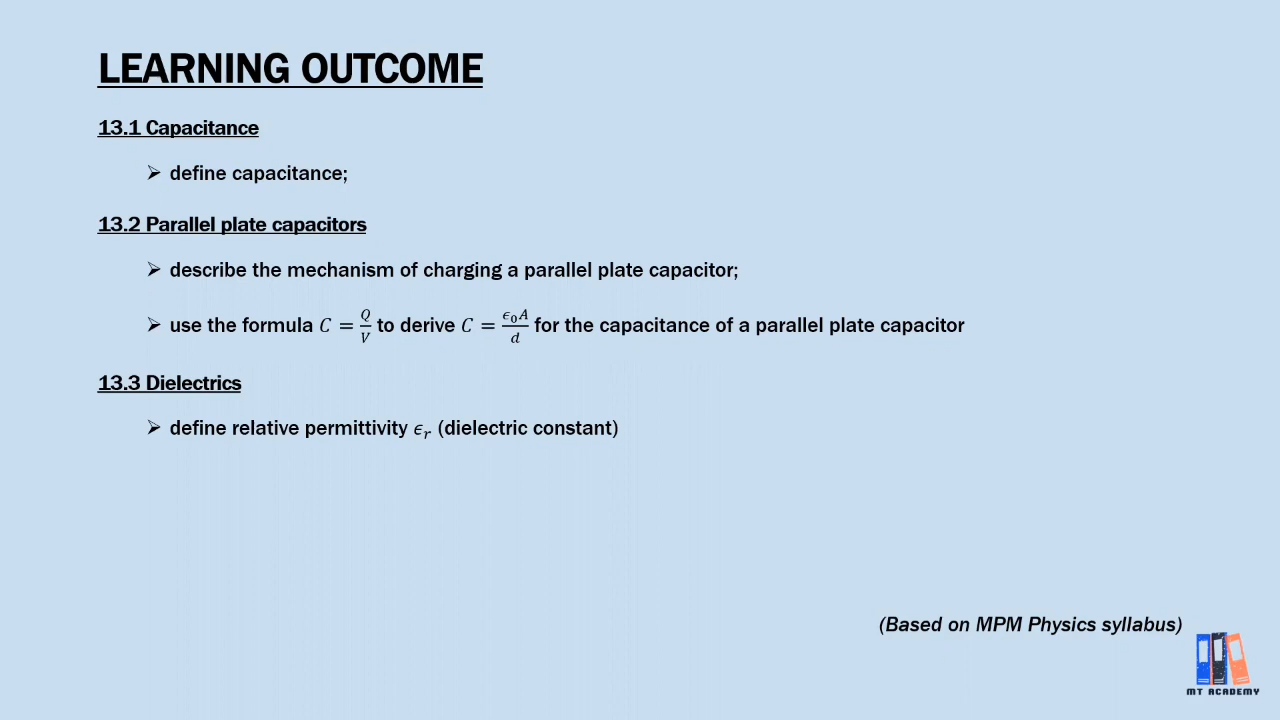 LEARNING OUTCOME
13.1 Capacitance
➢ define capacitance;
13.2 Parallel plate capacitors
➢ describe the mechanism of charging a parallel plate capacitor;
➢ use the formula C = Q/V to derive C = ϵ₀A/d for the capacitance of a parallel plate capacitor
13.3 Dielectrics
➢ define relative permittivity ϵᵣ (dielectric constant)
(Based on MPM Physics syllabus)
MT ACADEMY